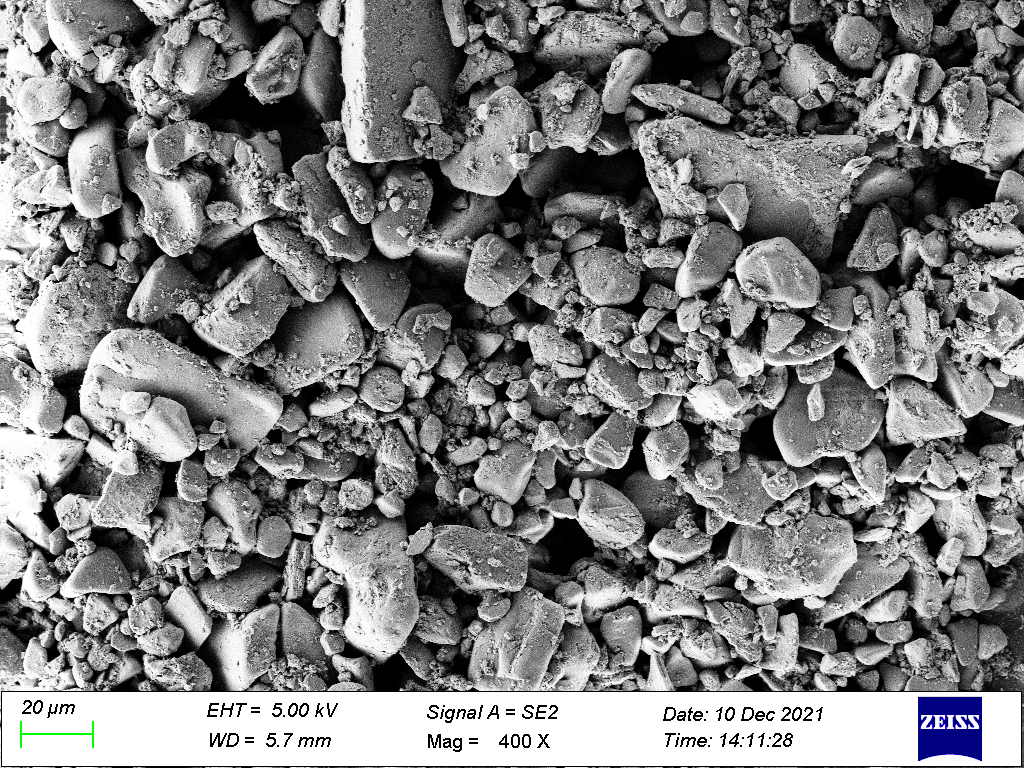 20 µm
EHT = 5.00 kV
Signal A = SE2
Date: 10 Dec 2021
ZEISS
WD = 5.7 mm
Mag = 400 X
Time: 14:11:28